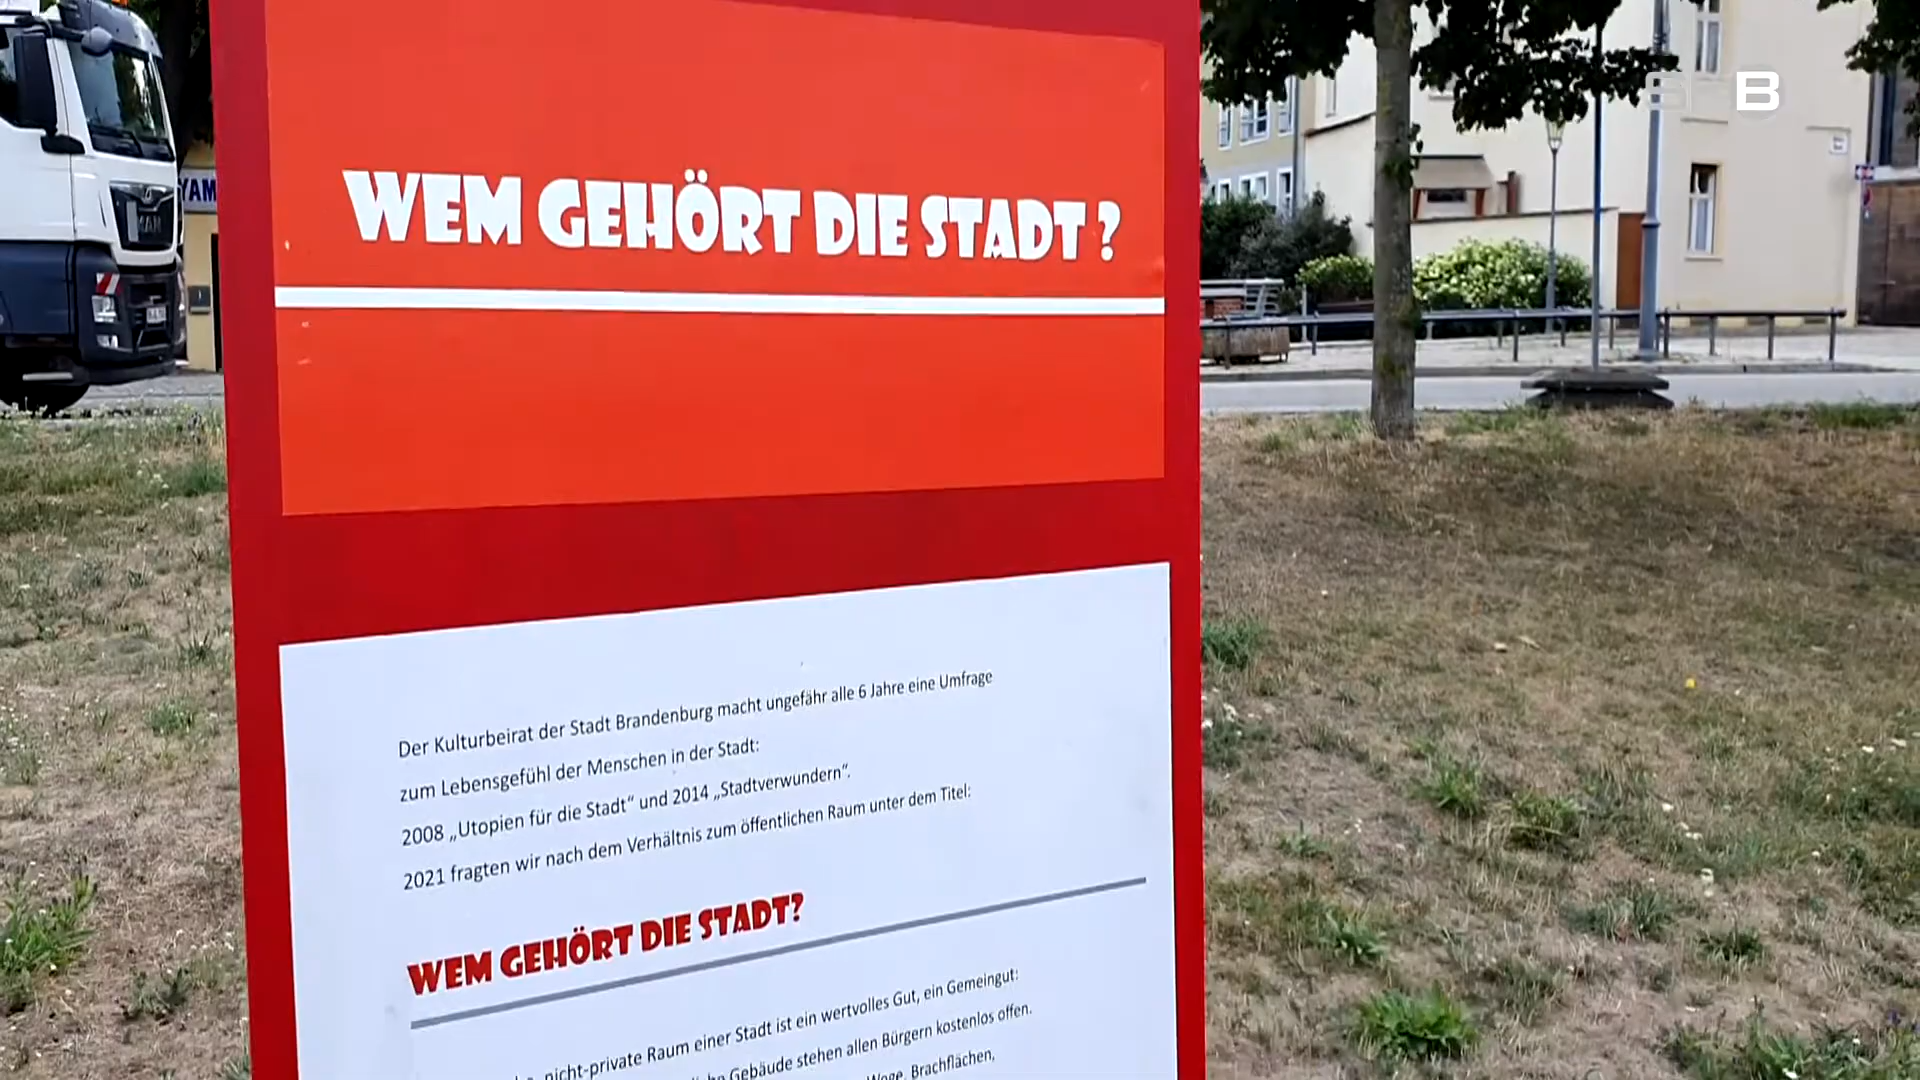 WEM GEHÖRT DIE STADT ?
Der Kulturbeirat der Stadt Brandenburg macht ungefähr alle 6 Jahre eine Umfrage
zum Lebensgefühl der Menschen in der Stadt:
2008 „Utopien für die Stadt“ und 2014 „Stadtverwundern“.
2021 fragten wir nach dem Verhältnis zum öffentlichen Raum unter dem Titel:
WEM GEHÖRT DIE STADT?
nicht-private Raum einer Stadt ist ein wertvolles Gut, ein Gemeingut:
Gebäude stehen allen Bürgern kostenlos offen.
Wege, Brachflächen,
YAM
MAN
B